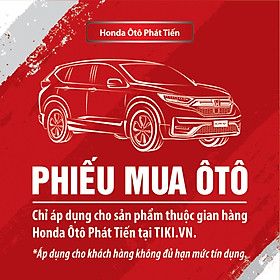 Honda Ôtô Phát Tiến
PHIẾU MUA ÔTÔ
Chỉ áp dụng cho sản phẩm thuộc gian hàng
Honda Ôtô Phát Tiến tại TIKI.VN.
*Áp dụng cho khách hàng không đủ hạn mức tín dụng.